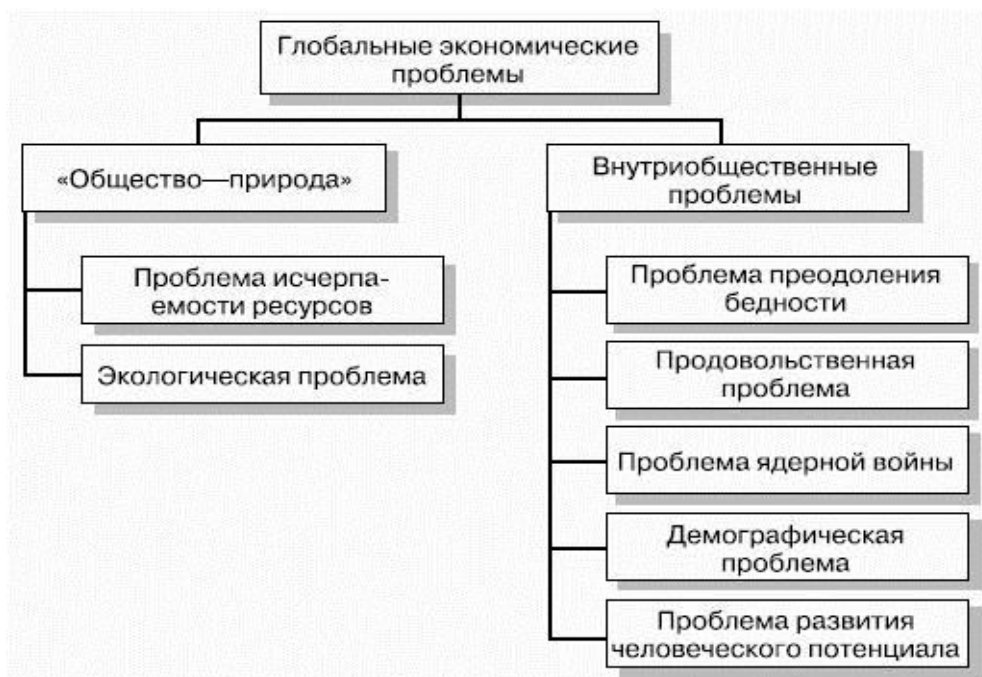 Глобальные экономические
проблемы
«Общество—природа»
Проблема исчерпа-
емости ресурсов
Экологическая проблема
Внутриобщественные
проблемы
Проблема преодоления
бедности
Продовольственная
проблема
Проблема ядерной войны
Демографическая
проблема
Проблема развития
человеческого потенциала